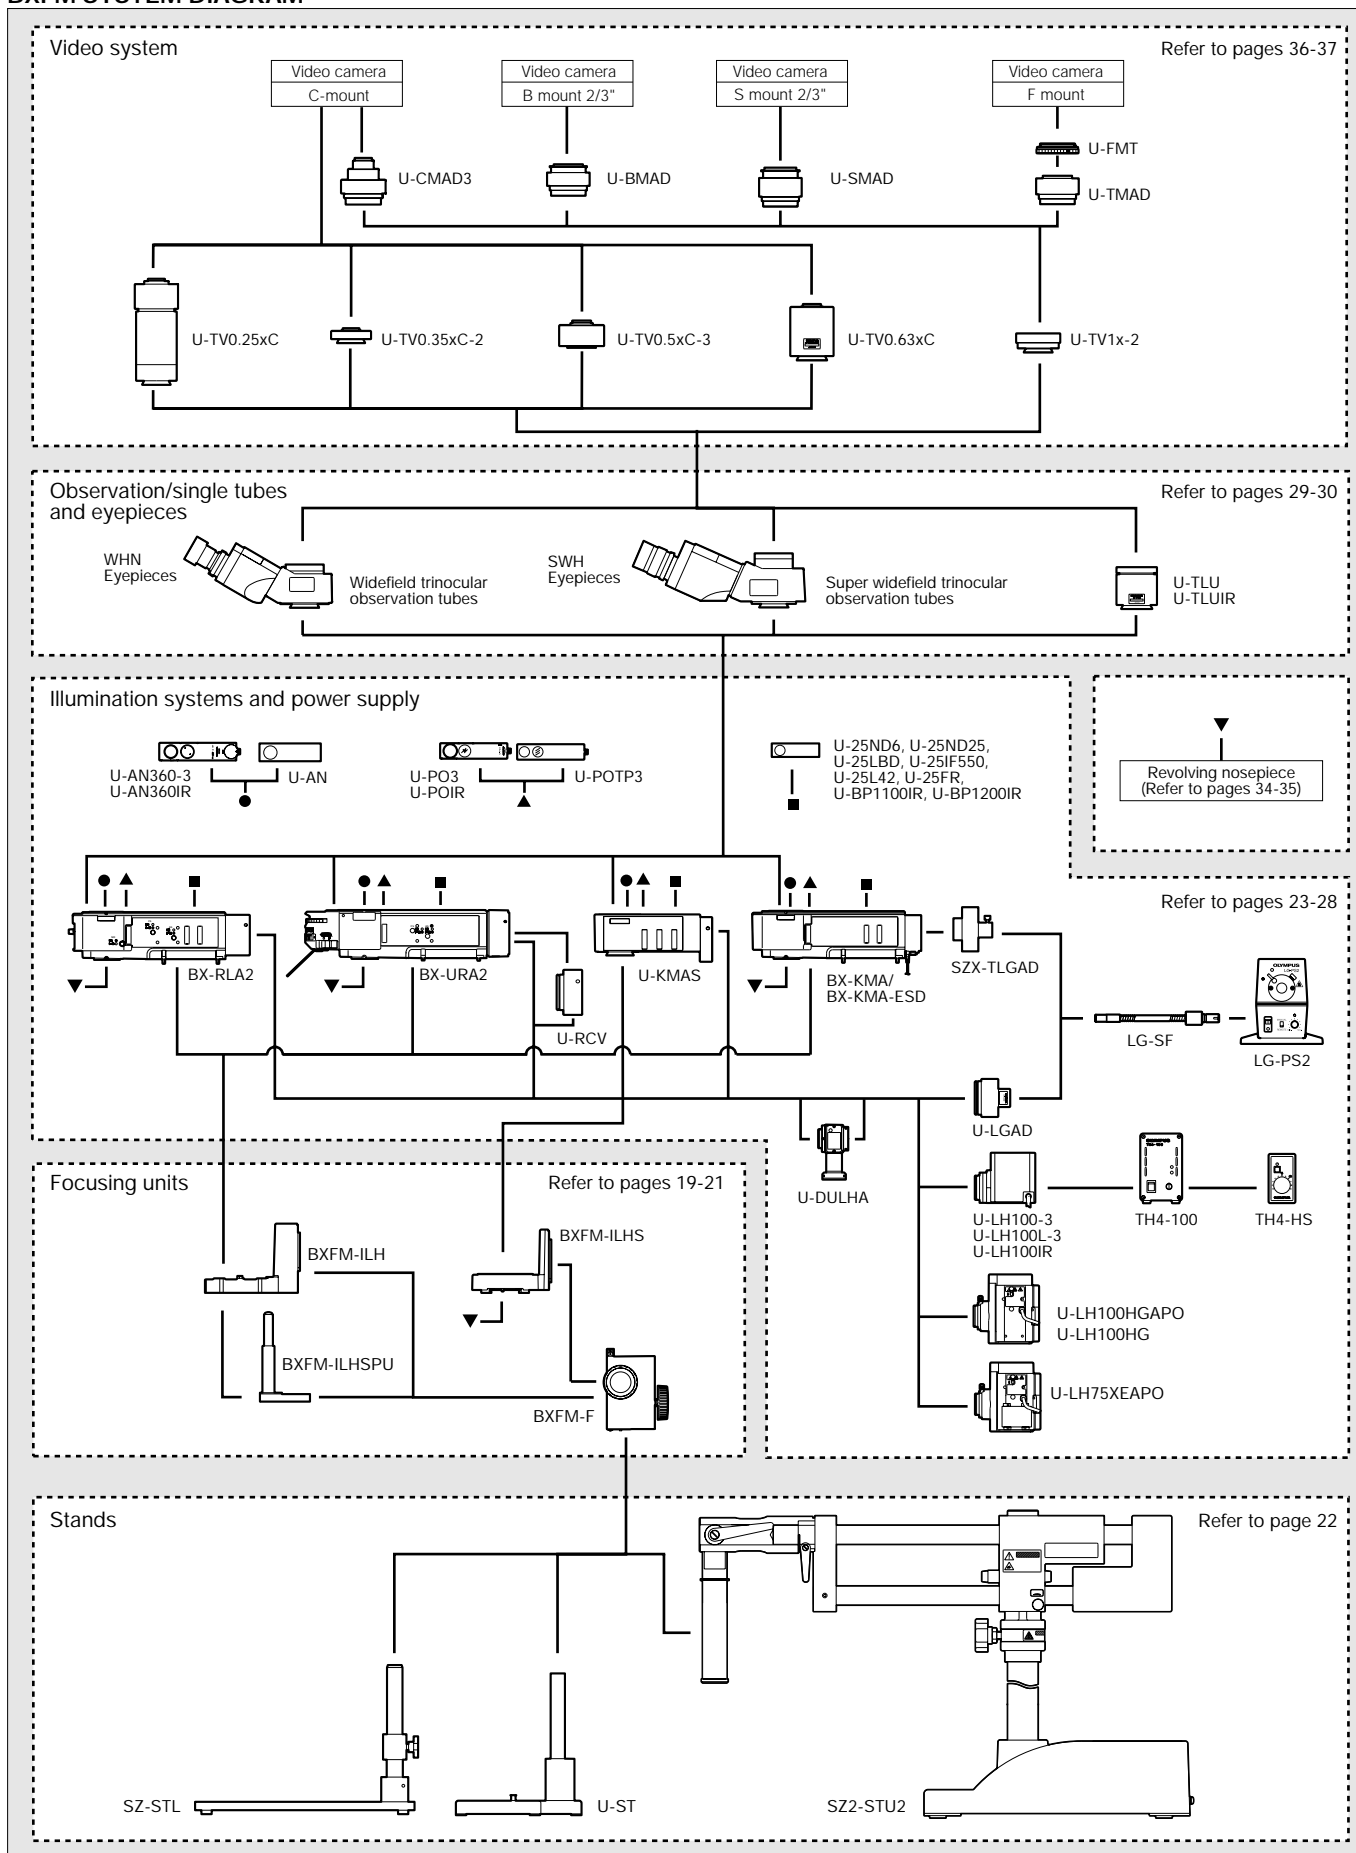 BXFM SYSTEM DIAGRAM
Video system
Refer to pages 36-37
Video camera
C-mount
Video camera
B mount 2/3"
Video camera
S mount 2/3"
Video camera
F mount
U-FMT
U-CMAD3
U-BMAD
U-SMAD
U-TMAD
U-TV0.25xC
U-TV0.35xC-2
U-TV0.5xC-3
U-TV0.63xC
U-TV1x-2
Observation/single tubes
and eyepieces
Refer to pages 29-30
WHN
Eyepieces
Widefield trinocular
observation tubes
SWH
Eyepieces
Super widefield trinocular
observation tubes
U-TLU
U-TLUIR
Illumination systems and power supply
U-AN360-3
U-AN360IR
U-AN
U-PO3
U-POIR
U-POTP3
U-25ND6, U-25ND25,
U-25LBD, U-25IF550,
U-25L42, U-25FR,
U-BP1100IR, U-BP1200IR
Revolving nosepiece
(Refer to pages 34-35)
Refer to pages 23-28
BX-RLA2
BX-URA2
U-RCV
U-KMAS
BX-KMA/
BX-KMA-ESD
SZX-TLGAD
LG-SF
OLYMPUS
LG-PS2
LG-PS2
U-LGAD
U-DULHA
U-LH100-3
U-LH100L-3
U-LH100IR
TH4-100
TH4-HS
U-LH100HGAPO
U-LH100HG
U-LH75XEAPO
Focusing units
Refer to pages 19-21
BXFM-ILH
BXFM-ILHS
BXFM-ILHSPU
BXFM-F
Stands
Refer to page 22
SZ-STL
U-ST
SZ2-STU2